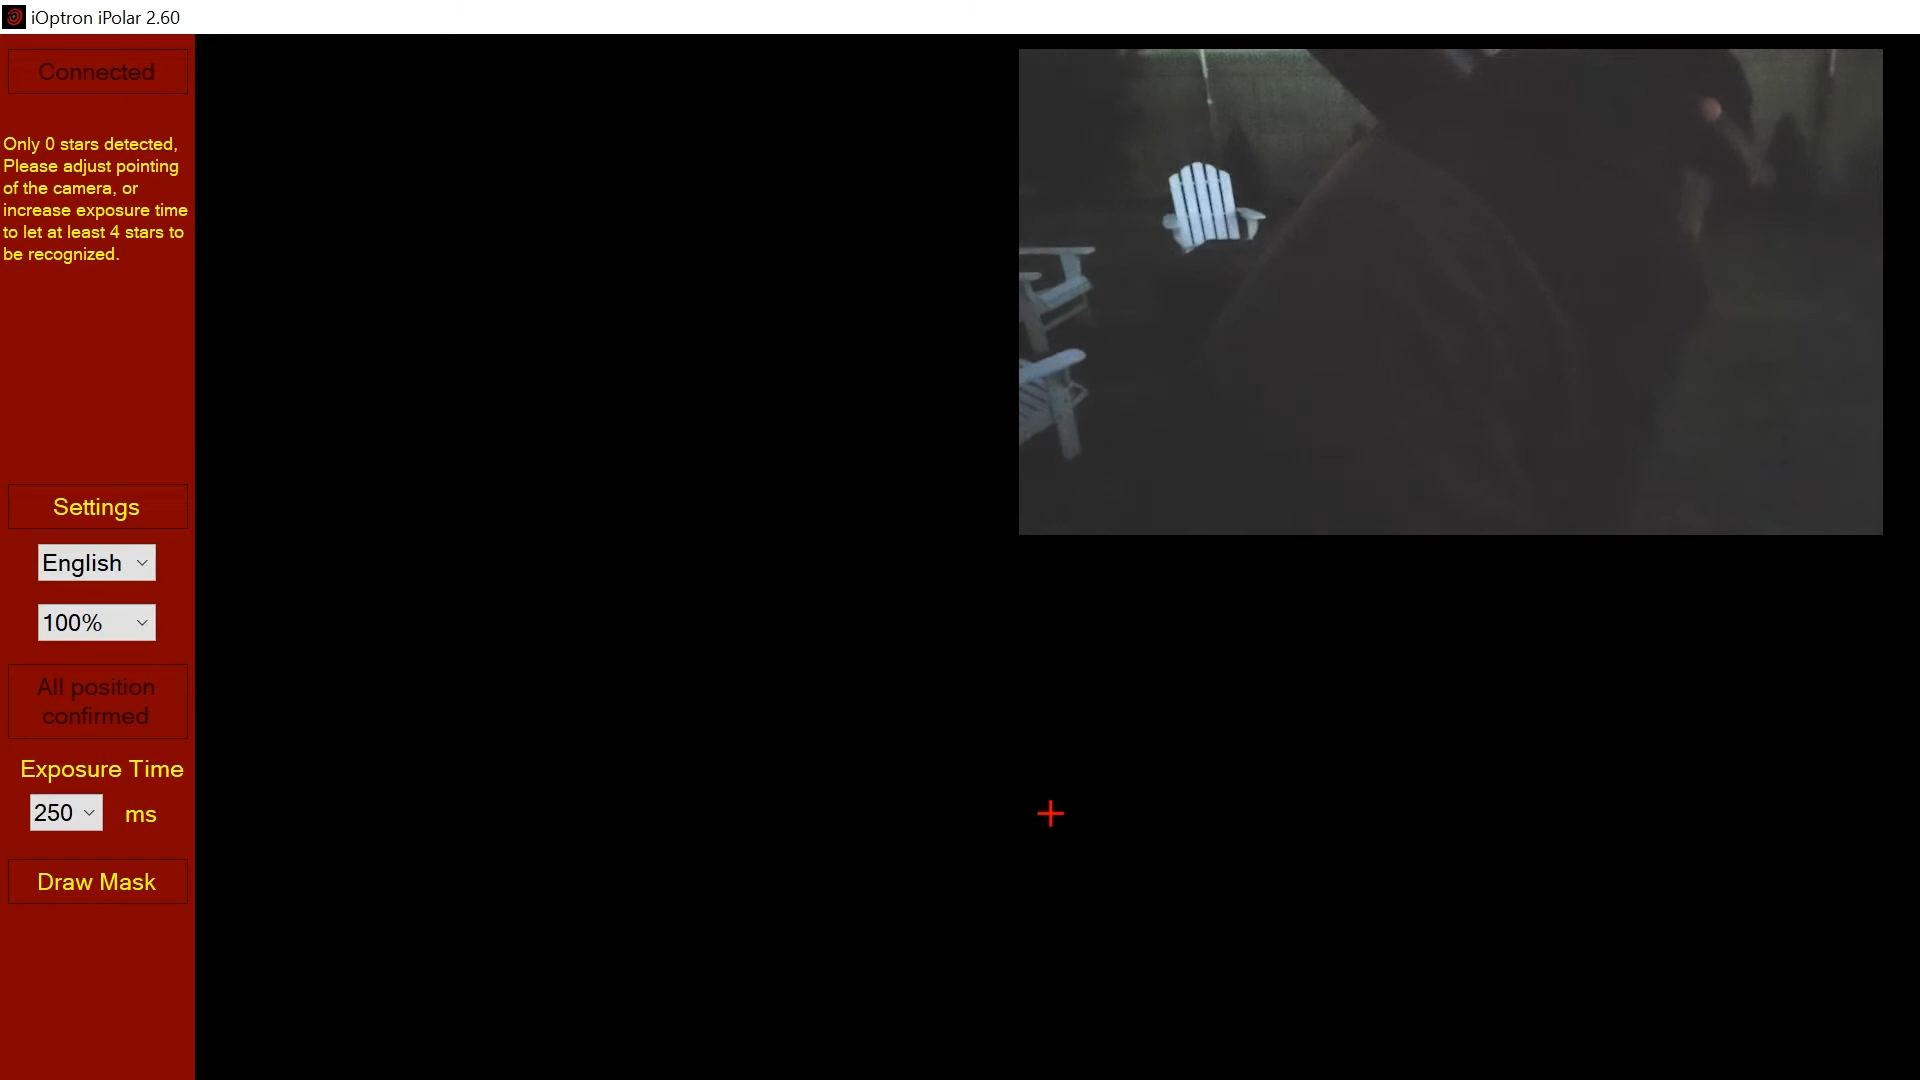 iOptron iPolar 2.60
Connected
Only 0 stars detected,
Please adjust pointing
of the camera, or
increase exposure time
to let at least 4 stars to
be recognized.
Settings
English
100%
All position
confirmed
Exposure Time
250 ms
Draw Mask